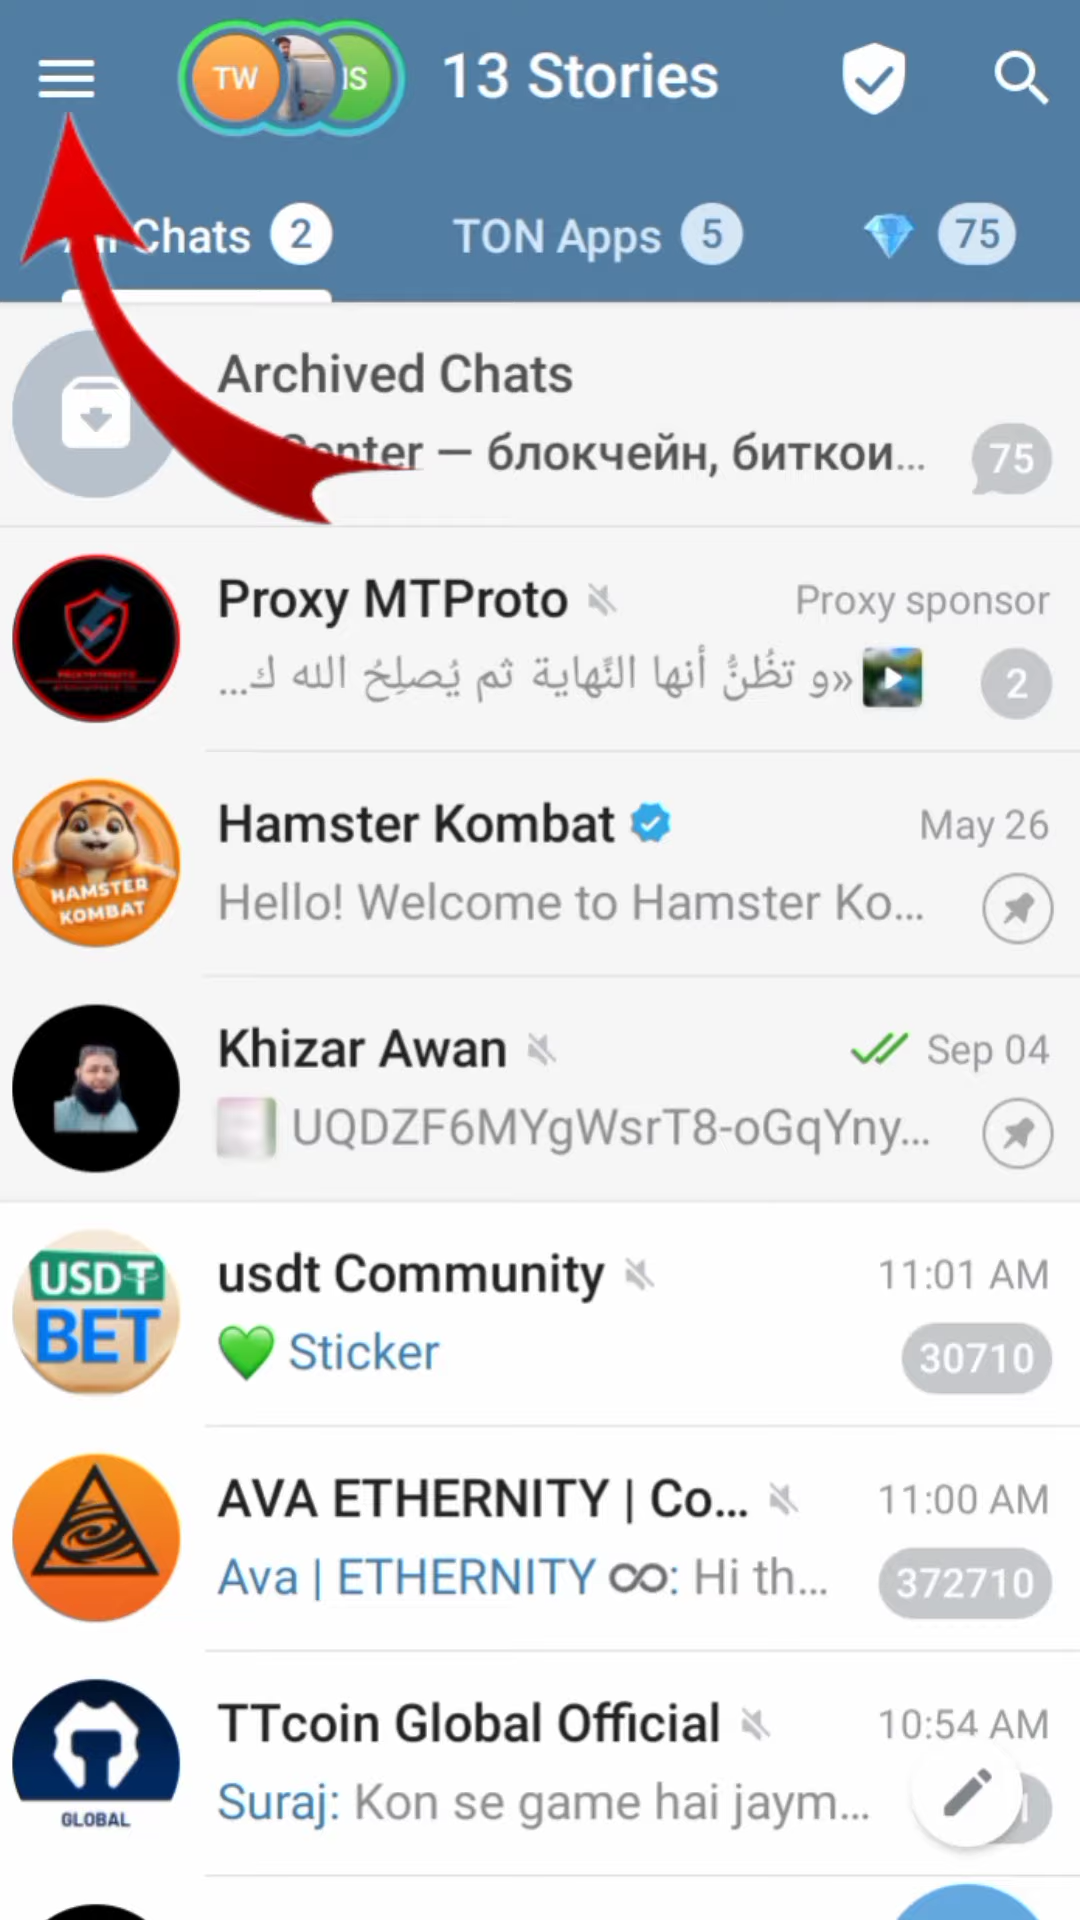 TW
IS
13 Stories
Chats 2
TON Apps 5
75
Archived Chats
Center — блокчейн, биткои...
75
Proxy MTProto
Proxy sponsor
«و تظُنُّ أنها النِّهاية ثم يُصلِحُ الله ك...
2
Hamster Kombat
May 26
HAMSTER
KOMBAT
Hello! Welcome to Hamster Ko...
Khizar Awan
Sep 04
UQDZF6MYgWsrT8-oGqYny...
USDT
BET
usdt Community
11:01 AM
Sticker
30710
AVA ETHERNITY | Co...
11:00 AM
Ava | ETHERNITY ∞: Hi th...
372710
TTcoin Global Official
10:54 AM
Suraj: Kon se game hai jaym...
GLOBAL